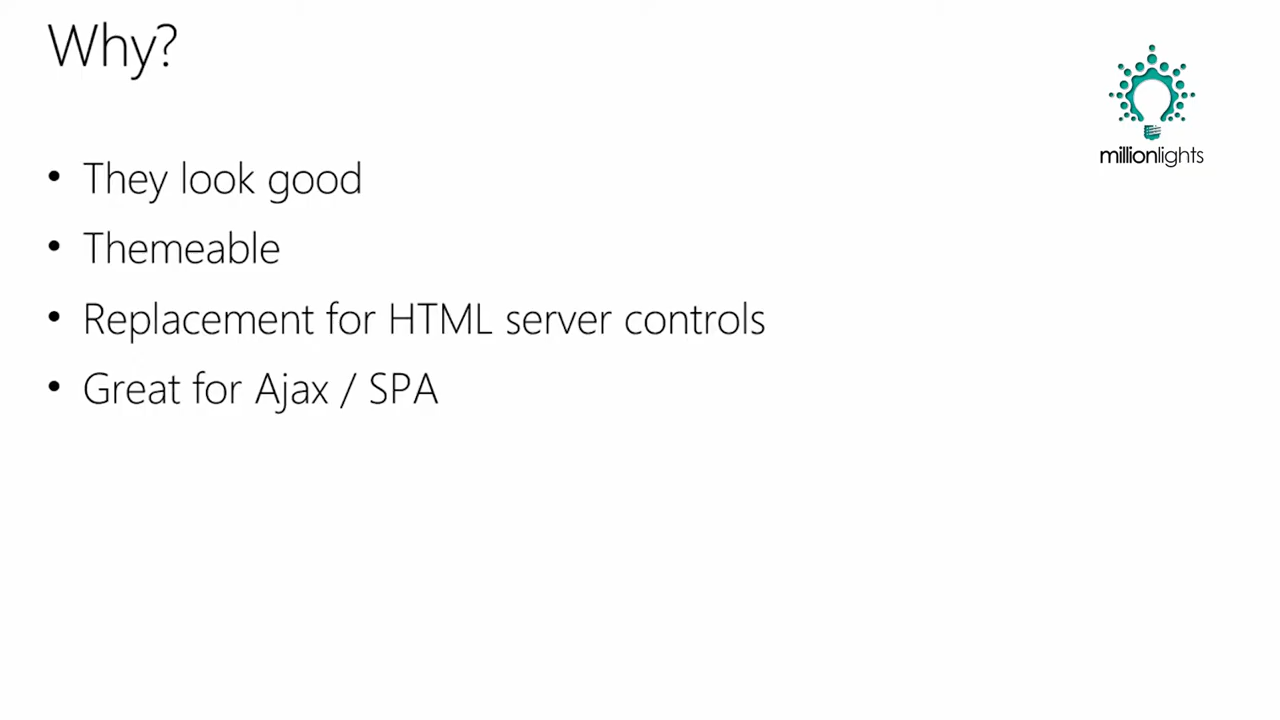 Why?
millionlights
• They look good
• Themeable
• Replacement for HTML server controls
• Great for Ajax / SPA